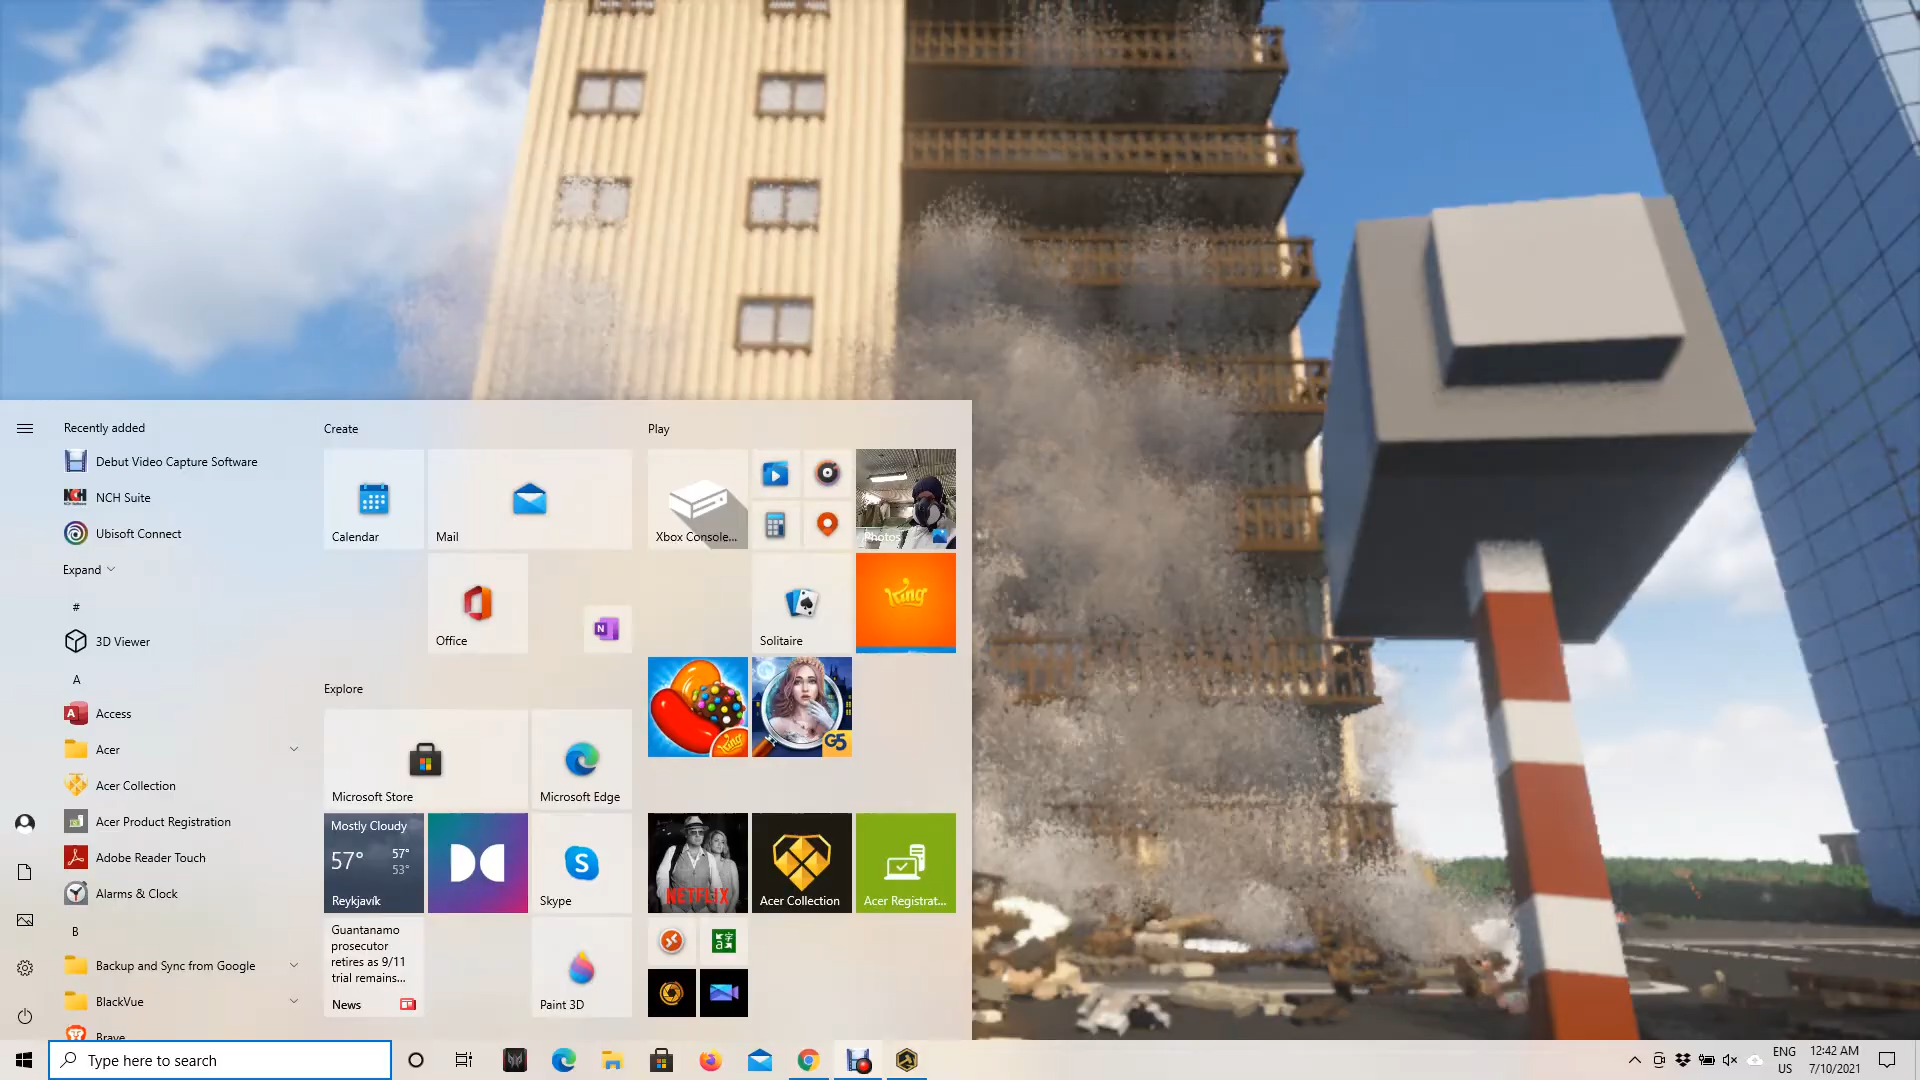 Recently added
Debut Video Capture Software
NCH
NCH Suite
Ubisoft Connect
Expand
#
3D Viewer
A
Access
Acer
Acer Collection
Acer Product Registration
Adobe Reader Touch
Alarms & Clock
B
Backup and Sync from Google
BlackVue
Brave
Create
Calendar
Mail
Office
N
Explore
Microsoft Store
Microsoft Edge
Mostly Cloudy
57°
57°
53°
Reykjavík
S
Skype
Guantanamo
prosecutor
retires as 9/11
trial remains...
News
Paint 3D
Play
Xbox Console...
Photos
Solitaire
King
King
G5
NETFLIX
Acer Collection
Acer Registrat...
Type here to search
ENG
US
12:42 AM
7/10/2021